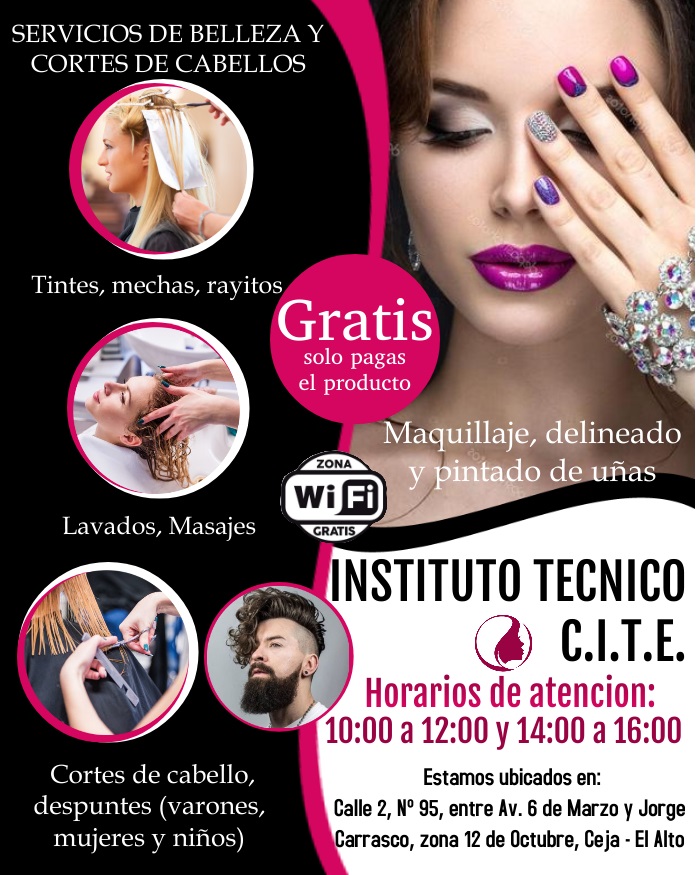 SERVICIOS DE BELLEZA Y
CORTES DE CABELLOS
Tintes, mechas, rayitos
Gratis
solo pagas
el producto
Maquillaje, delineado
y pintado de uñas
ZONA
WiFi
GRATIS
Lavados, Masajes
INSTITUTO TECNICO
C.I.T.E.
Horarios de atencion:
10:00 a 12:00 y 14:00 a 16:00
Cortes de cabello,
despuntes (varones,
mujeres y niños)
Estamos ubicados en:
Calle 2, Nº 95, entre Av. 6 de Marzo y Jorge
Carrasco, zona 12 de Octubre, Ceja - El Alto